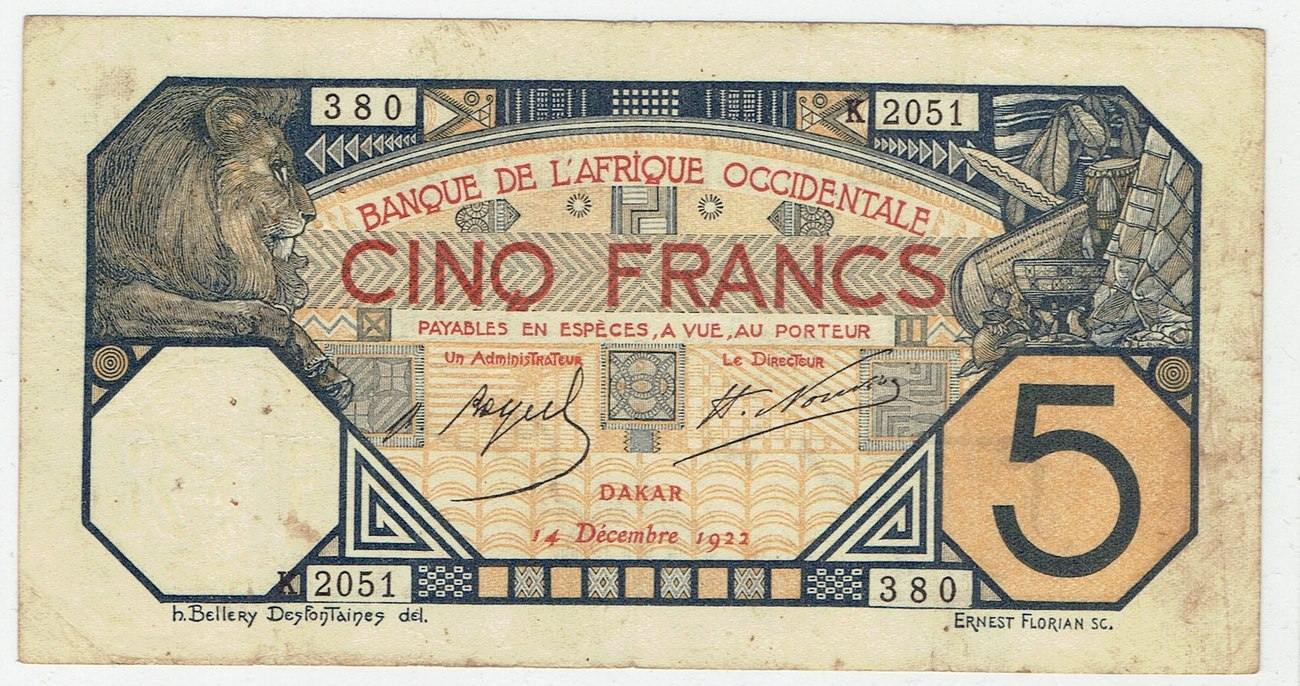 380
K 2051
BANQUE DE L'AFRIQUE OCCIDENTALE
CINQ FRANCS
PAYABLES EN ESPÈCES, A VUE, AU PORTEUR
Un Administrateur
Le Directeur
DAKAR
14 Décembre 1922
5
K 2051
380
h. Bellery Desfontaines del.
ERNEST FLORIAN SC.